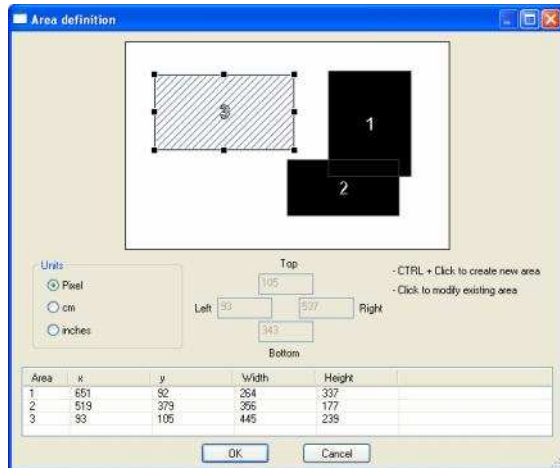 Area definition
3
1
2
Units
Pixel
cm
inches
Top
105
Left 93 537 Right
343
Bottom
- CTRL + Click to create new area
- Click to modify existing area
Area x y Width Height
1 651 92 264 337
2 519 379 356 177
3 93 105 445 239
OK Cancel